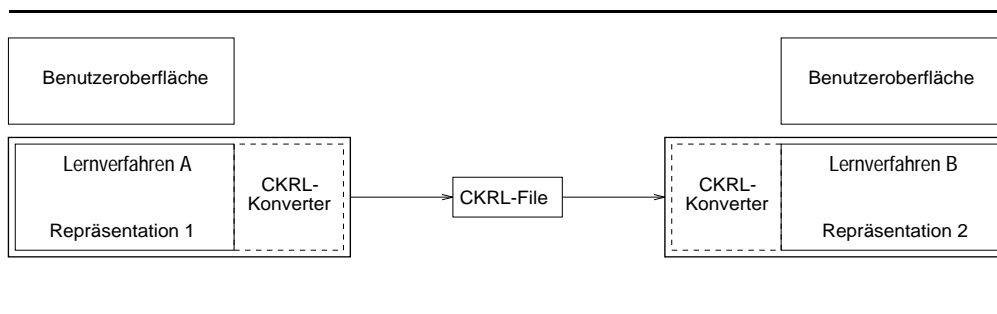 Benutzeroberfläche
Benutzeroberfläche
Lernverfahren A
CKRL-
Konverter
Repräsentation 1
CKRL-File
CKRL-
Konverter
Lernverfahren B
Repräsentation 2